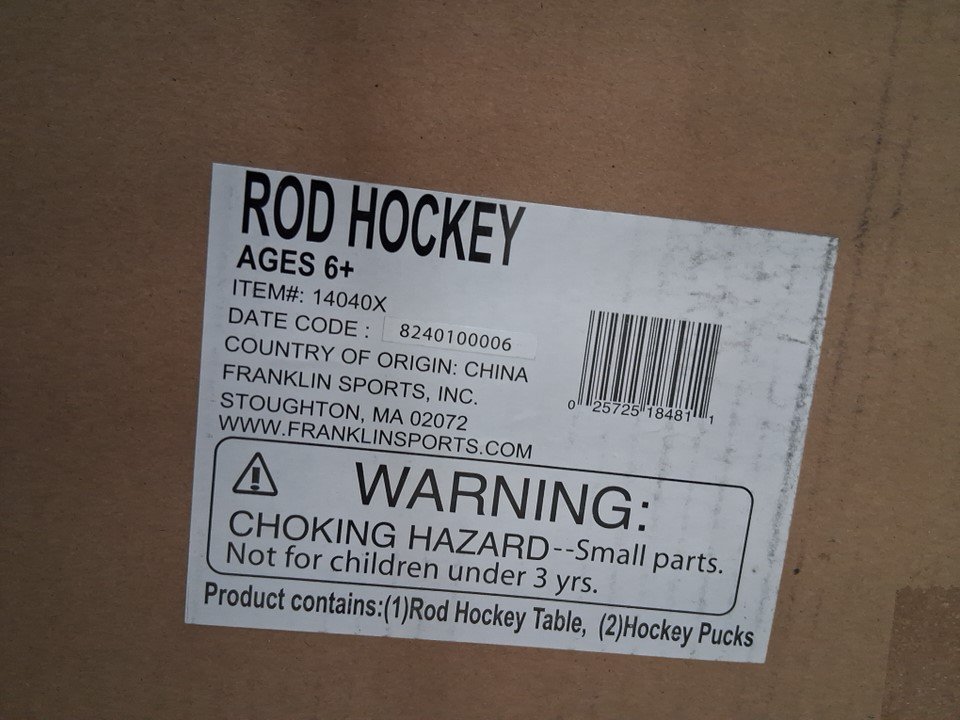 ROD HOCKEY
AGES 6+
ITEM#: 14040X
DATE CODE : 8240100006
COUNTRY OF ORIGIN: CHINA
FRANKLIN SPORTS, INC.
STOUGHTON, MA 02072
WWW.FRANKLINSPORTS.COM
0 25725 18481 1
WARNING:
CHOKING HAZARD--Small parts.
Not for children under 3 yrs.
Product contains:(1)Rod Hockey Table, (2)Hockey Pucks